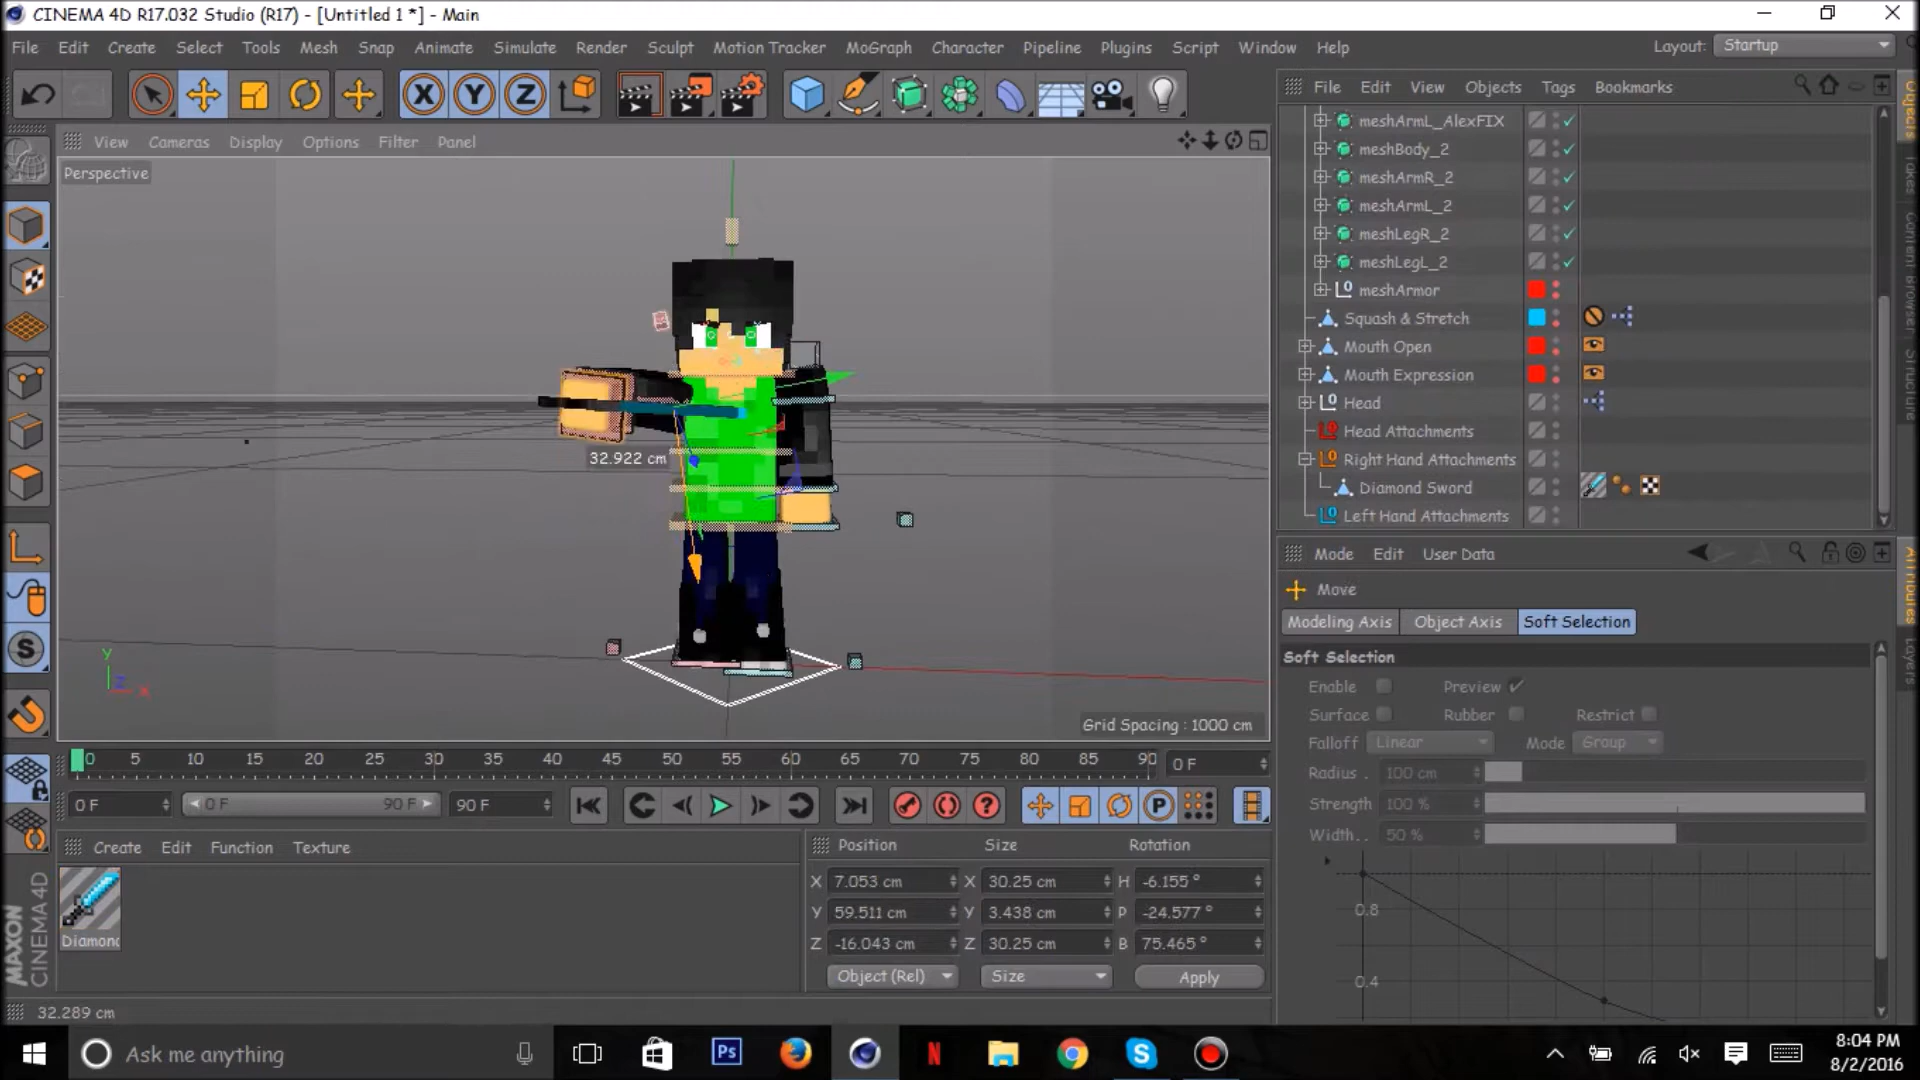 CINEMA 4D R17.032 Studio (R17) - [Untitled 1 *] - Main
File Edit Create Select Tools Mesh Snap Animate Simulate Render Sculpt Motion Tracker MoGraph Character Pipeline Plugins Script Window Help Layout: Startup
X Y Z
File Edit View Objects Tags Bookmarks
Objects
Takes
Content Browser
Structure
View Cameras Display Options Filter Panel
Perspective
meshArmL_AlexFIX
meshBody_2
meshArmR_2
meshArmL_2
meshLegR_2
meshLegL_2
meshArmor
Squash & Stretch
Mouth Open
Mouth Expression
Head
Head Attachments
Right Hand Attachments
Diamond Sword
Left Hand Attachments
32.922 cm
Y
Z
X
Grid Spacing : 1000 cm
S
Mode Edit User Data
Attributes
Layers
Move
Modeling Axis Object Axis Soft Selection
Soft Selection
Enable Preview
Surface Rubber Restrict
Falloff Linear Mode Group
Radius . 100 cm
Strength 100 %
Width.. 50 %
0.8
0.4
0 5 10 15 20 25 30 35 40 45 50 55 60 65 70 75 80 85 90 0 F
0 F 0 F 90 F 90 F P
Create Edit Function Texture
Diamond
Position Size Rotation
X 7.053 cm X 30.25 cm H -6.155 °
Y 59.511 cm Y 3.438 cm P -24.577 °
Z -16.043 cm Z 30.25 cm B 75.465 °
Object (Rel) Size Apply
MAXON
CINEMA 4D
32.289 cm
Ask me anything
Ps
N
S
8:04 PM
8/2/2016